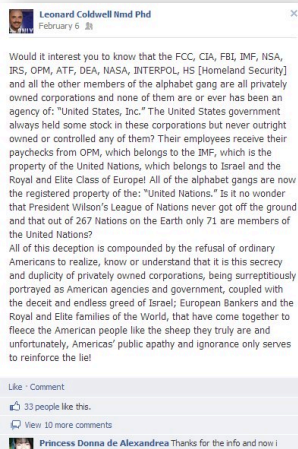 Leonard Coldwell Nmd Phd
February 6
Would it interest you to know that the FCC, CIA, FBI, IMF, NSA,
IRS, OPM, ATF, DEA, NASA, INTERPOL, HS [Homeland Security]
and all the other members of the alphabet gang are all privately
owned corporations and none of them are or ever has been an
agency of: "United States, Inc." The United States government
always held some stock in these corporations but never outright
owned or controlled any of them? Their employees receive their
paychecks from OPM, which belongs to the IMF, which is the
property of the United Nations, which belongs to Israel and the
Royal and Elite Class of Europe! All of the alphabet gangs are now
the registered property of the: "United Nations." Is it no wonder
that President Wilson's League of Nations never got off the ground
and that out of 267 Nations on the Earth only 71 are members of
the United Nations?
All of this deception is compounded by the refusal of ordinary
Americans to realize, know or understand that it is this secrecy
and duplicity of privately owned corporations, being surreptitiously
portrayed as American agencies and government, coupled with
the deceit and endless greed of Israel; European Bankers and the
Royal and Elite families of the World, that have come together to
fleece the American people like the sheep they truly are and
unfortunately, Americas' public apathy and ignorance only serves
to reinforce the lie!
Like · Comment
33 people like this.
View 10 more comments
Princess Donna de Alexandrea Thanks for the info and now i